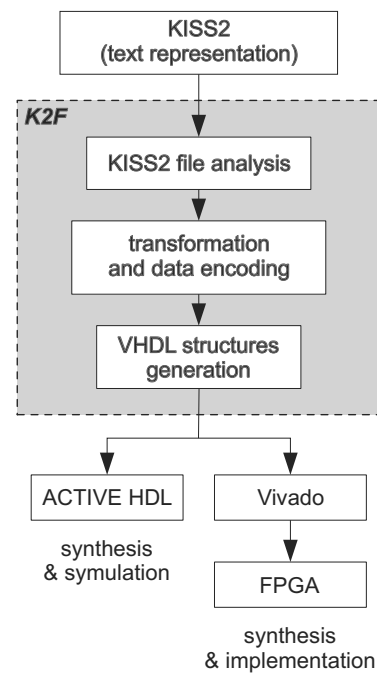 KISS2
(text representation)
K2F
KISS2 file analysis
transformation
and data encoding
VHDL structures
generation
ACTIVE HDL
Vivado
synthesis
& symulation
FPGA
synthesis
& implementation